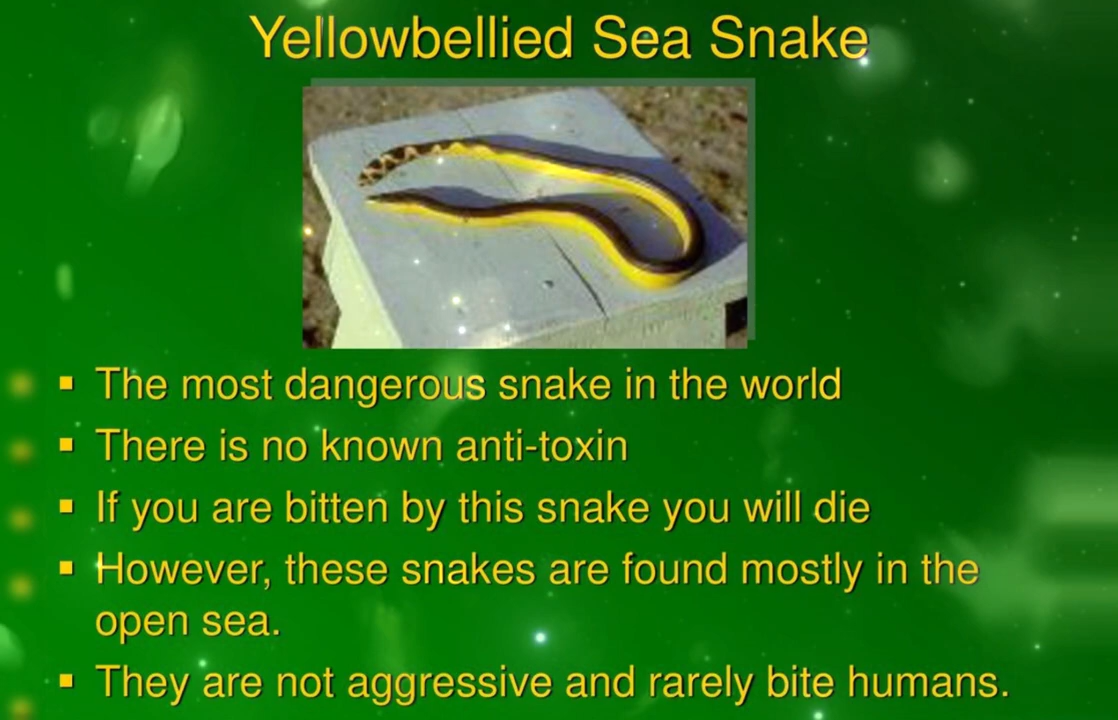 Yellowbellied Sea Snake
▪ The most dangerous snake in the world
▪ There is no known anti-toxin
▪ If you are bitten by this snake you will die
▪ However, these snakes are found mostly in the
open sea.
▪ They are not aggressive and rarely bite humans.